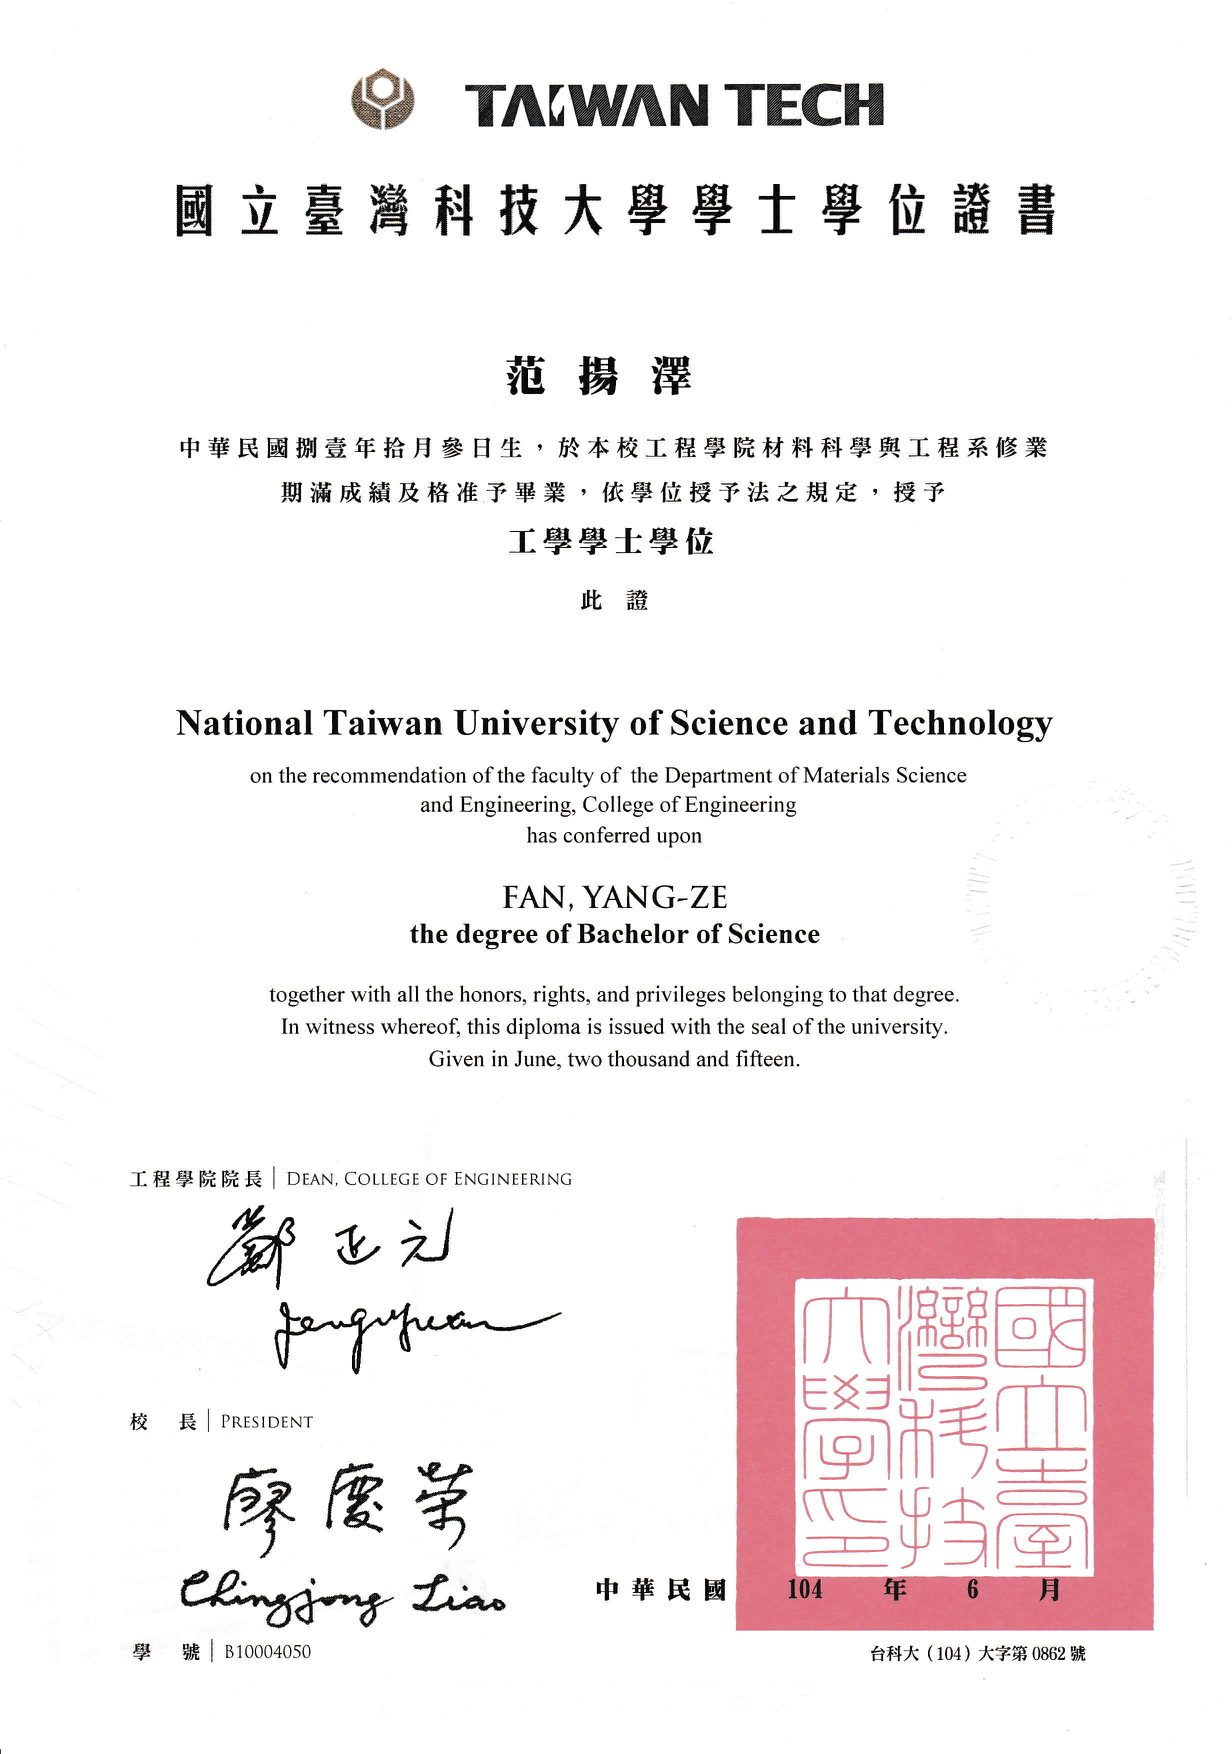 TAIWAN TECH
國立臺灣科技大學學士學位證書
范揚澤
中華民國捌壹年拾月參日生，於本校工程學院材料科學與工程系修業
期滿成績及格准予畢業，依學位授予法之規定，授予
工學學士學位
此 證
National Taiwan University of Science and Technology
on the recommendation of the faculty of the Department of Materials Science
and Engineering, College of Engineering
has conferred upon
FAN, YANG-ZE
the degree of Bachelor of Science
together with all the honors, rights, and privileges belonging to that degree.
In witness whereof, this diploma is issued with the seal of the university.
Given in June, two thousand and fifteen.
工程學院院長 | DEAN, COLLEGE OF ENGINEERING
鄭正元
Jeng-Ywan
校 長 | PRESIDENT
廖慶榮
Chingjong Liao
國立臺灣科技大學印
中華民國 104 年 6 月
學 號 | B10004050
台科大（104）大字第0862號